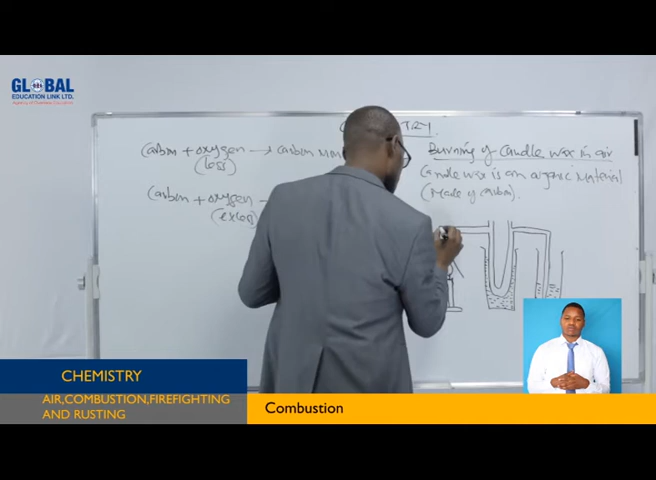 GLOBAL
EDUCATION LINK LTD.
TRY
Carbon + oxygen → Carbon Mon
(less)
Carbon + oxygen →
(excess)
Burning of Candle wax in air
Candle wax is an organic Material
(Made of carbon).
CHEMISTRY
AIR,COMBUSTION,FIREFIGHTING
AND RUSTING
Combustion